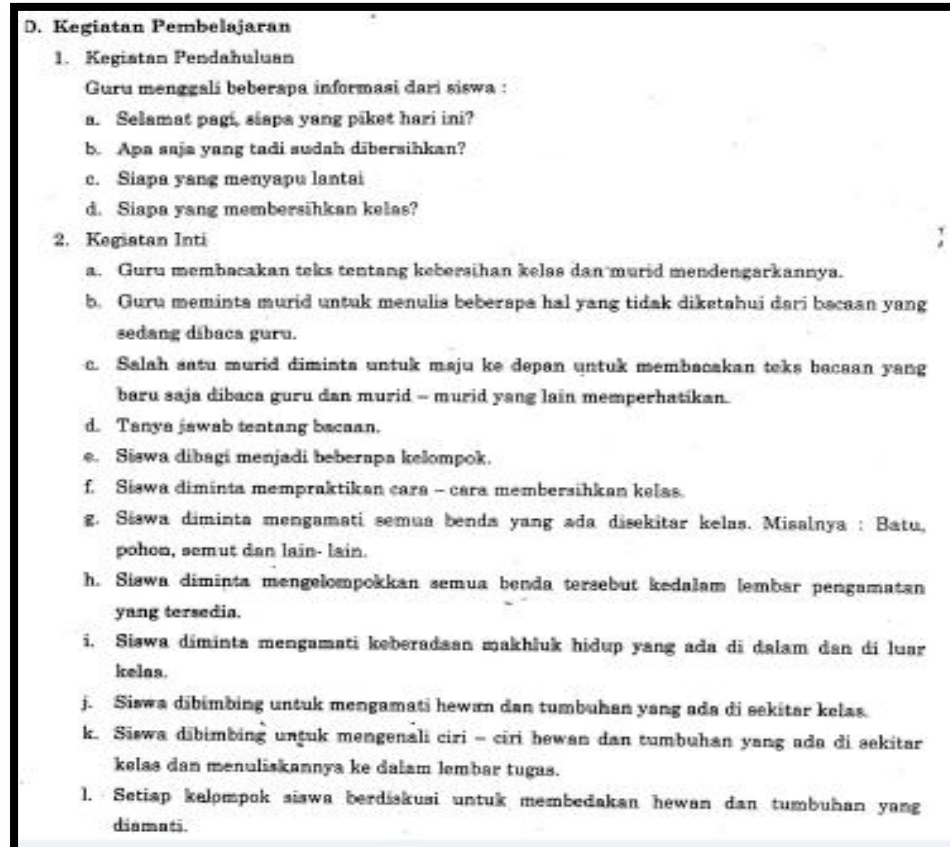 D. Kegiatan Pembelajaran
1. Kegiatan Pendahuluan
Guru menggali beberapa informasi dari siswa :
a. Selamat pagi, siapa yang piket hari ini?
b. Apa saja yang tadi sudah dibersihkan?
c. Siapa yang menyapu lantai
d. Siapa yang membersihkan kelas?
2. Kegiatan Inti
a. Guru membacakan teks tentang kebersihan kelas dan murid mendengarkannya.
b. Guru meminta murid untuk menulis beberapa hal yang tidak diketahui dari bacaan yang
sedang dibaca guru.
c. Salah satu murid diminta untuk maju ke depan untuk membacakan teks bacaan yang
baru saja dibaca guru dan murid – murid yang lain memperhatikan.
d. Tanya jawab tentang bacaan.
e. Siswa dibagi menjadi beberapa kelompok.
f. Siswa diminta mempraktikan cara – cara membersihkan kelas.
g. Siswa diminta mengamati semua benda yang ada disekitar kelas. Misalnya : Batu,
pohon, semut dan lain- lain.
h. Siswa diminta mengelompokkan semua benda tersebut kedalam lembar pengamatan
yang tersedia.
i. Siswa diminta mengamati keberadaan makhluk hidup yang ada di dalam dan di luar
kelas.
j. Siswa dibimbing untuk mengamati hewan dan tumbuhan yang ada di sekitar kelas.
k. Siswa dibimbing untuk mengenali ciri – ciri hewan dan tumbuhan yang ada di sekitar
kelas dan menuliskannya ke dalam lembar tugas.
l. Setiap kelompok siswa berdiskusi untuk membedakan hewan dan tumbuhan yang
diamati.